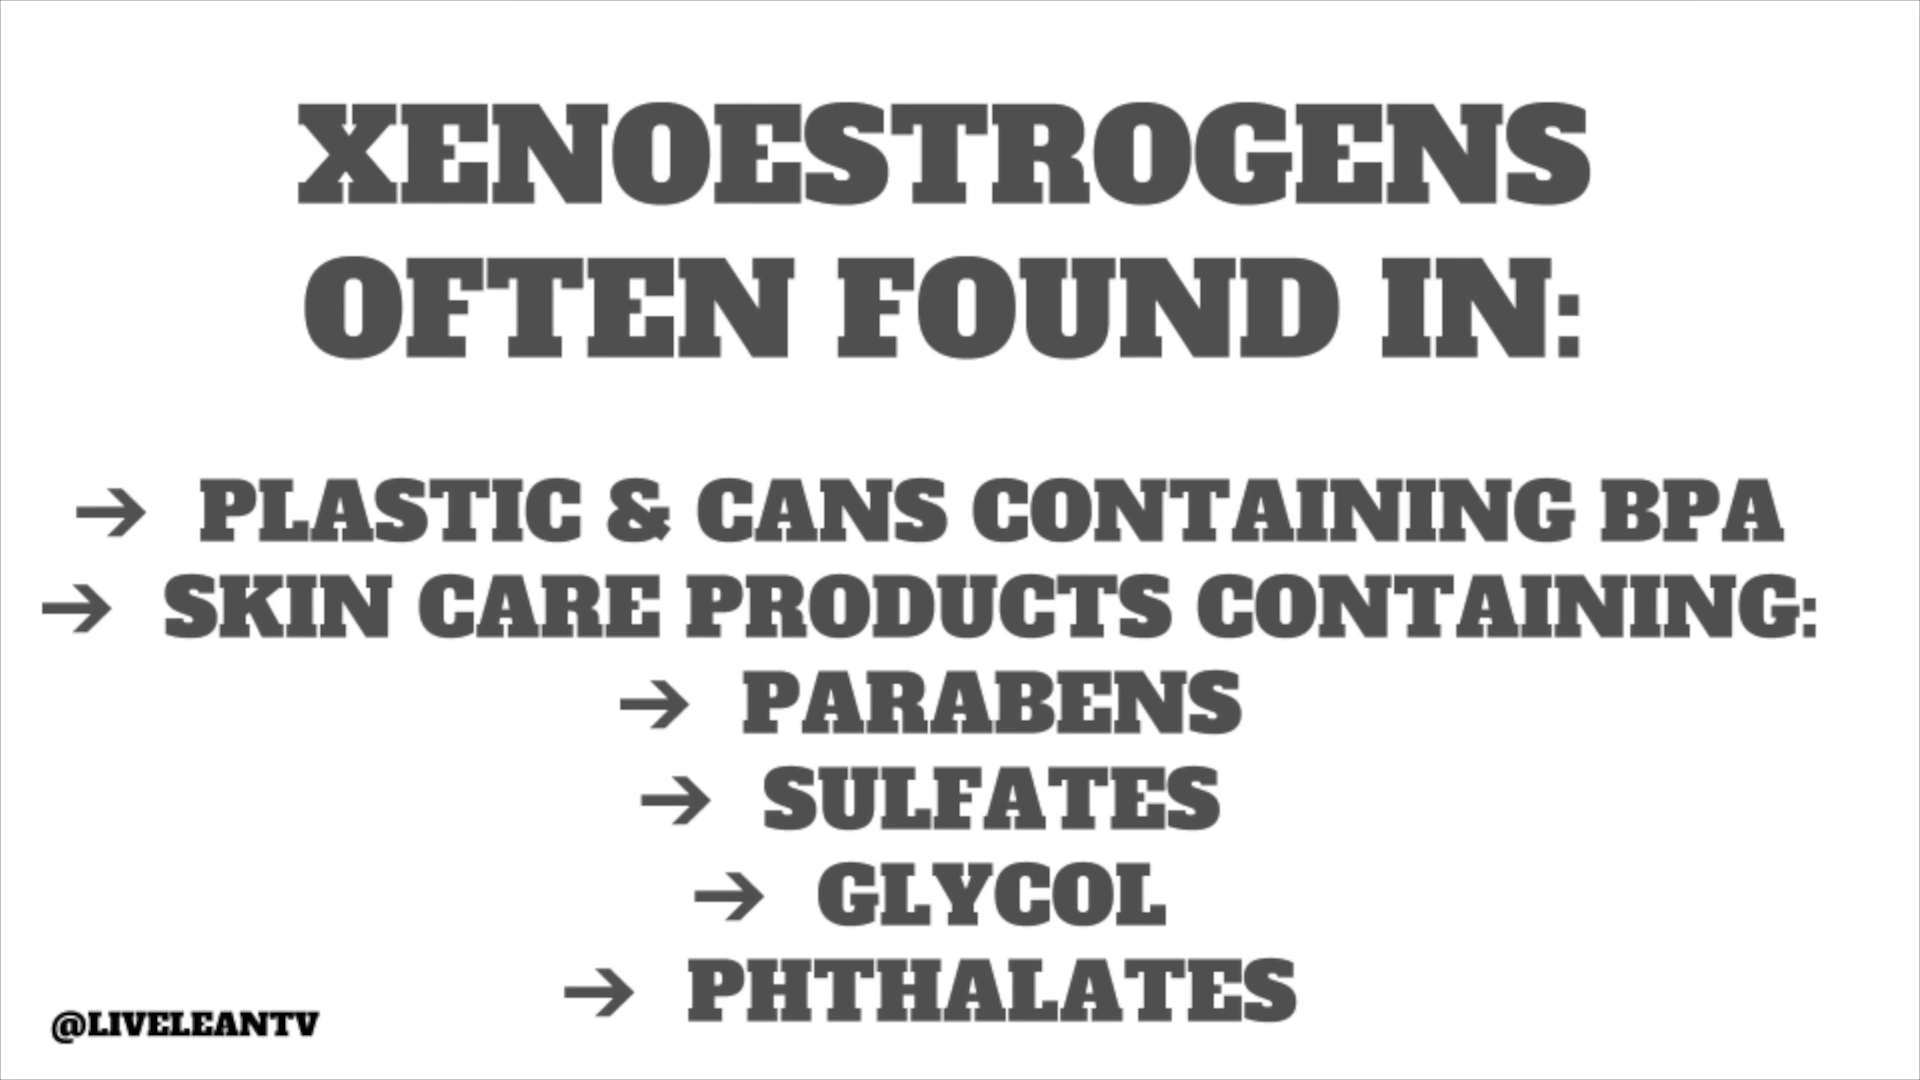 XENOESTROGENS
OFTEN FOUND IN:
→ PLASTIC & CANS CONTAINING BPA
→ SKIN CARE PRODUCTS CONTAINING:
→ PARABENS
→ SULFATES
→ GLYCOL
→ PHTHALATES
@LIVELEANTV